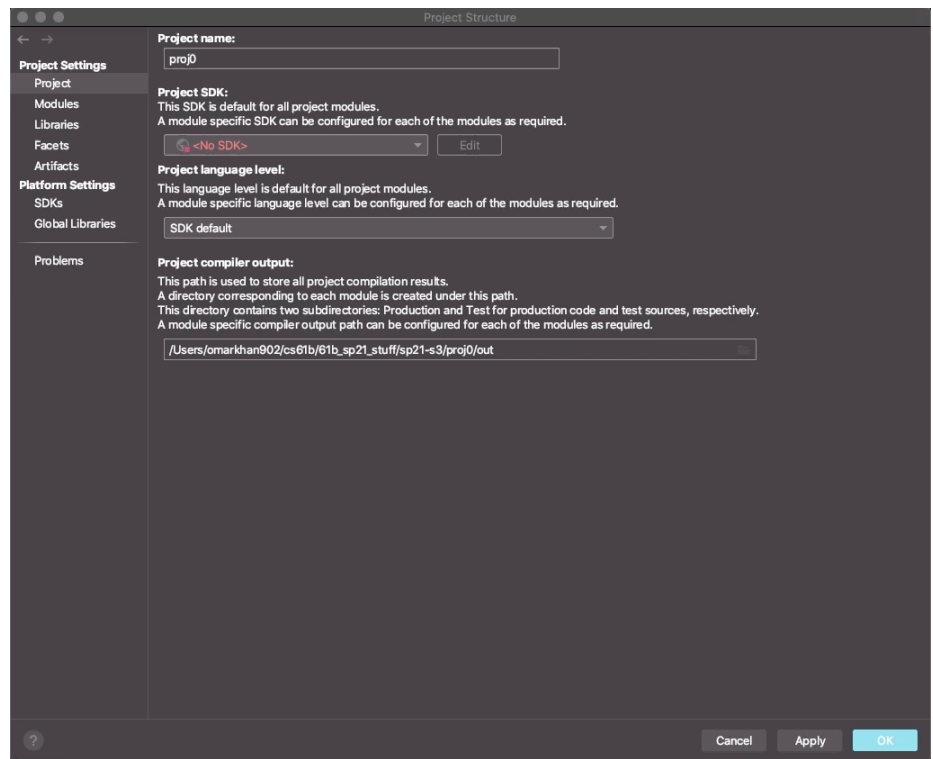 Project Structure
Project Settings
Project
Modules
Libraries
Facets
Artifacts
Platform Settings
SDKs
Global Libraries
Problems
Project name:
proj0
Project SDK:
This SDK is default for all project modules.
A module specific SDK can be configured for each of the modules as required.
<No SDK>
Edit
Project language level:
This language level is default for all project modules.
A module specific language level can be configured for each of the modules as required.
SDK default
Project compiler output:
This path is used to store all project compilation results.
A directory corresponding to each module is created under this path.
This directory contains two subdirectories: Production and Test for production code and test sources, respectively.
A module specific compiler output path can be configured for each of the modules as required.
/Users/omarkhan902/cs61b/61b_sp21_stuff/sp21-s3/proj0/out
?
Cancel
Apply
OK